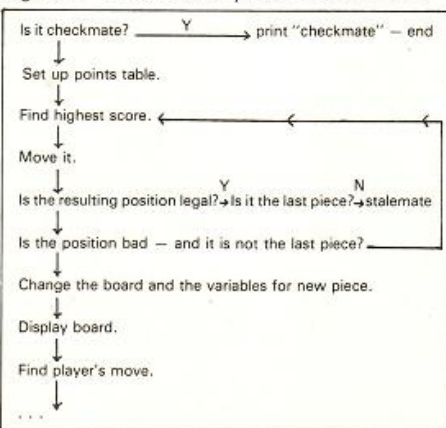 Is it checkmate? Y print "checkmate" — end
Set up points table.
Find highest score.
Move it.
Y N
Is the resulting position legal? Is it the last piece? stalemate
Is the position bad — and it is not the last piece?
Change the board and the variables for new piece.
Display board.
Find player's move.
. . .